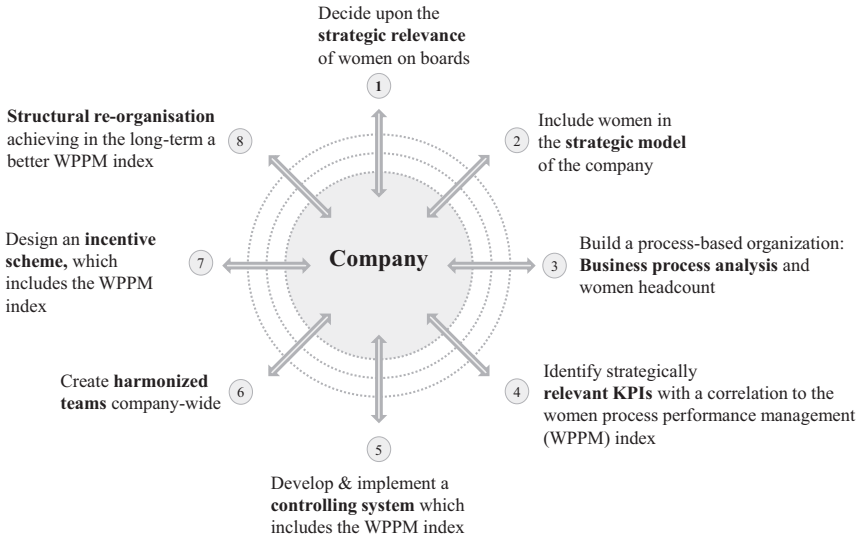 Decide upon the
strategic relevance
of women on boards
1
Include women in
the strategic model
of the company
2
Build a process-based organization:
Business process analysis and
women headcount
3
Identify strategically
relevant KPIs with a correlation to the
women process performance management
(WPPM) index
4
5
Develop & implement a
controlling system which
includes the WPPM index
Create harmonized
teams company-wide
6
Design an incentive
scheme, which
includes the WPPM
index
7
Structural re-organisation
achieving in the long-term a
better WPPM index
8
Company